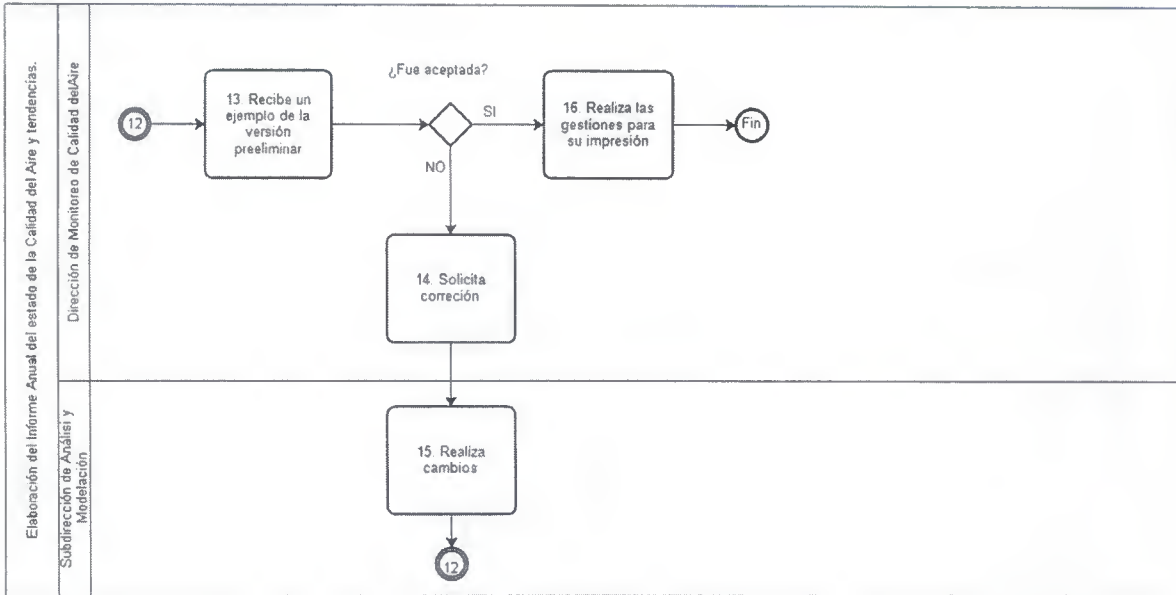 Elaboración del Informe Anual del estado de la Calidad del Aire y tendencias.
Dirección de Monitoreo de Calidad delAire
12
13. Recibe un
ejemplo de la
versión
preeliminar
¿Fue aceptada?
SI
NO
16. Realiza las
gestiones para
su impresión
Fin
14. Solicita
correción
Subdirección de Análisi y
Modelación
15. Realiza
cambios
12